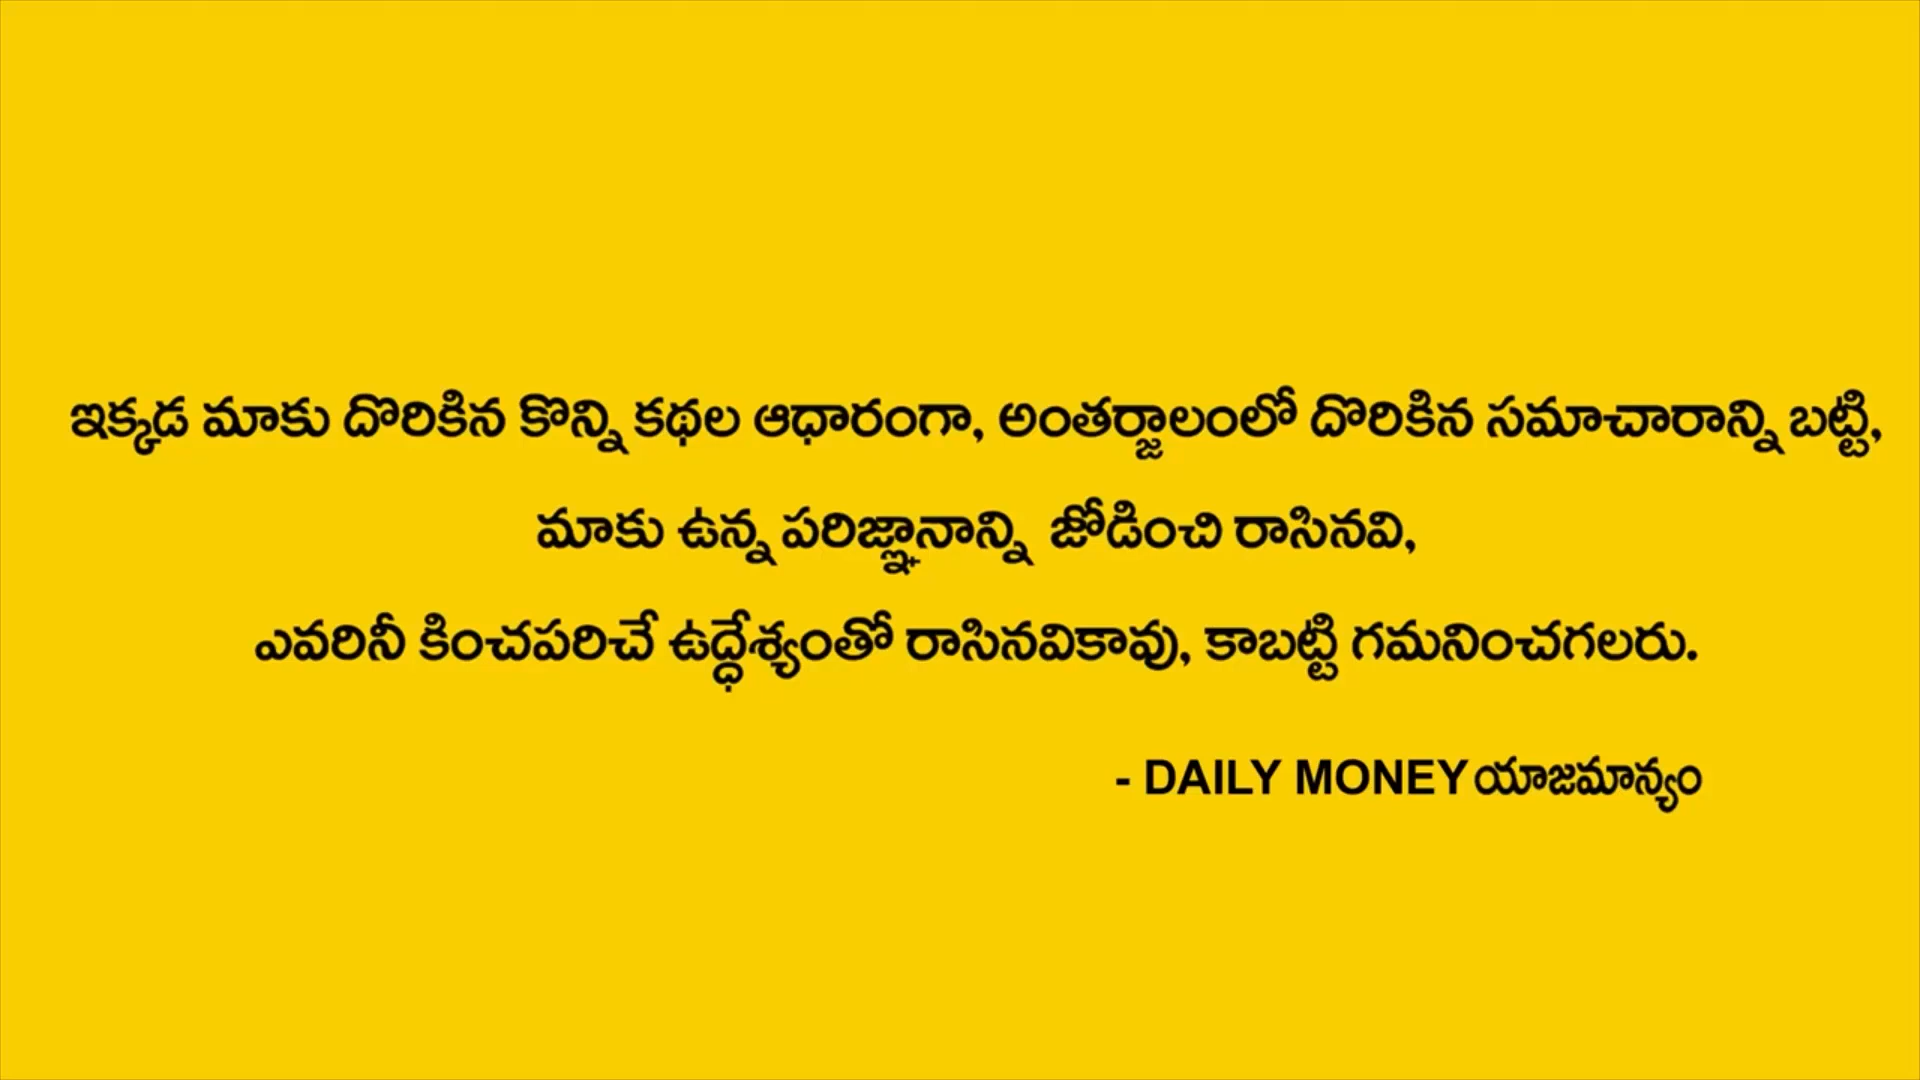 ఇక్కడ మాకు దొరికిన కొన్ని కథల ఆధారంగా, అంతర్జాలంలో దొరికిన సమాచారాన్ని బట్టి,
మాకు ఉన్న పరిజ్ఞానాన్ని జోడించి రాసినవి,
ఎవరినీ కించపరిచే ఉద్ధేశ్యంతో రాసినవికావు, కాబట్టి గమనించగలరు.
- DAILY MONEY యాజమాన్యం